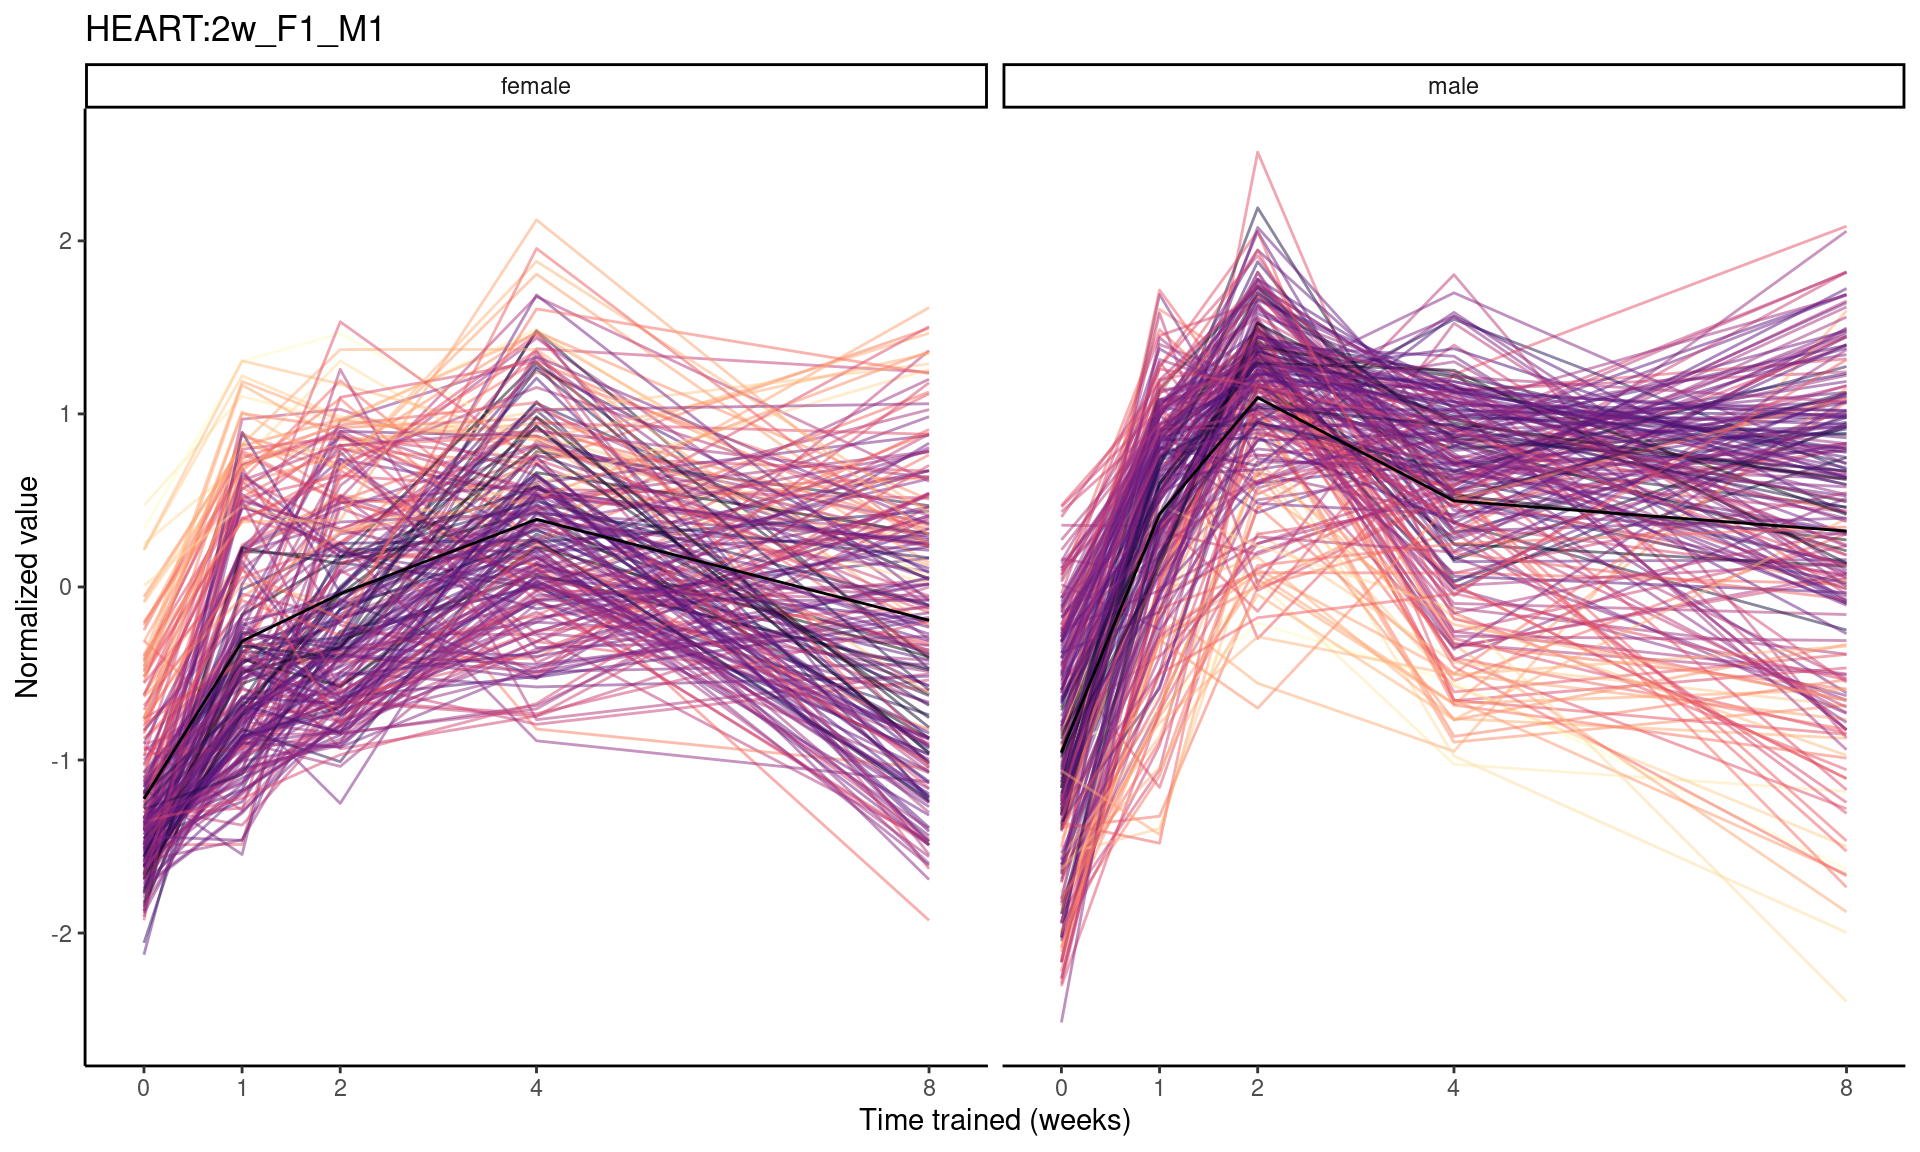 HEART:2w_F1_M1
female
male
Normalized value
2
1
0
-1
-2
0 1 2 4 8
0 1 2 4 8
Time trained (weeks)